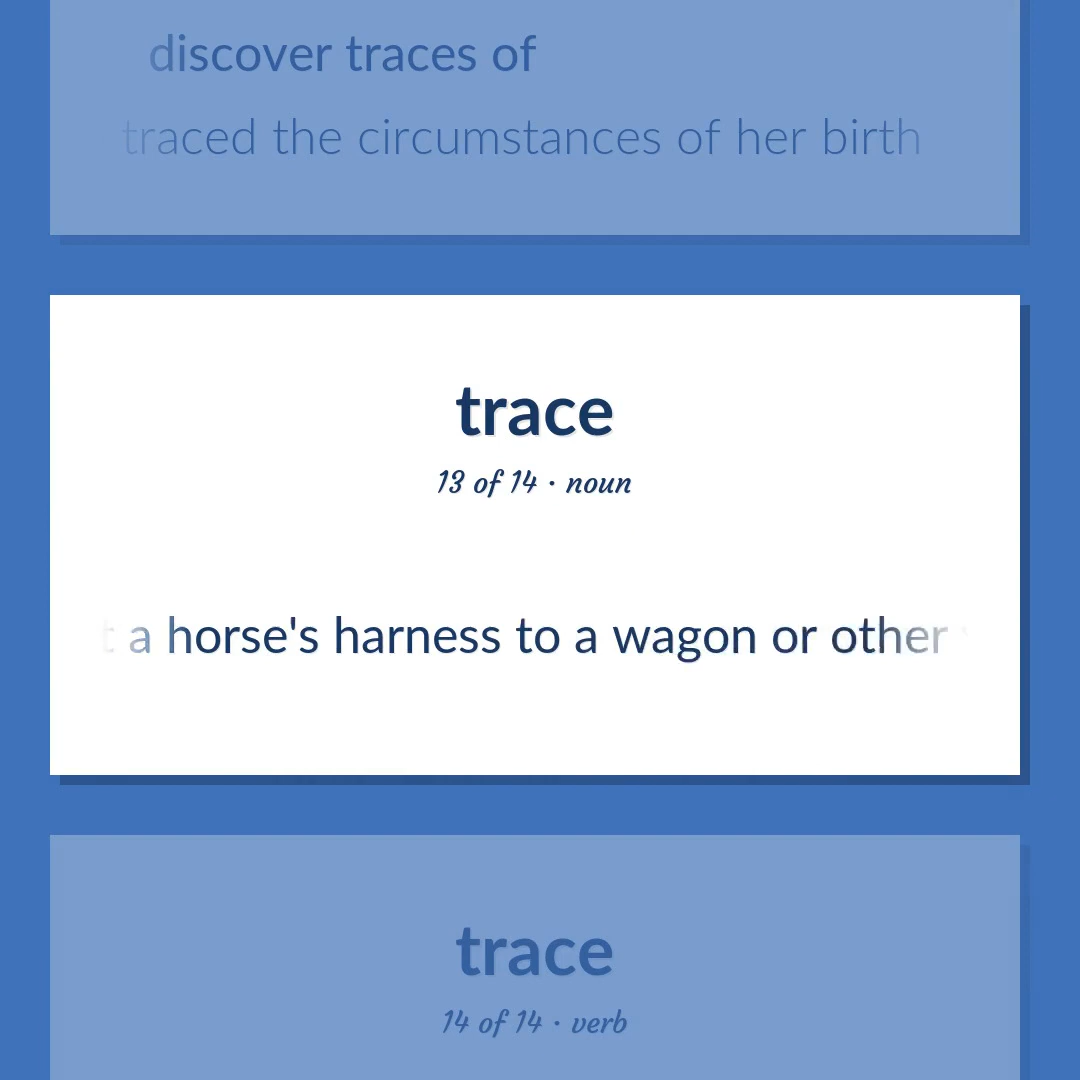 discover traces of
traced the circumstances of her birth
trace
13 of 14 · noun
t a horse's harness to a wagon or other
trace
14 of 14 · verb